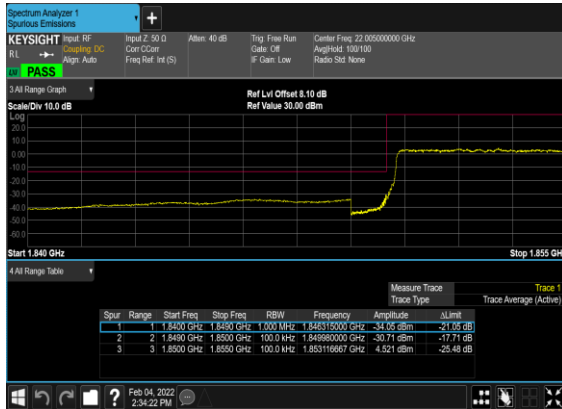 Spectrum Analyzer 1
Spurious Emissions
+
KEYSIGHT Input: RF Input Z: 50 Ω Atten: 40 dB Trig: Free Run Center Freq: 22.005000000 GHz
RL Coupling: DC Corr CCorr Gate: Off Avg|Hold: 100/100
Align: Auto Freq Ref: Int (S) IF Gain: Low Radio Std: None
LV PASS
3 All Range Graph
Ref Lvl Offset 8.10 dB
Scale/Div 10.0 dB Ref Value 30.00 dBm
Log
20.0
10.0
0.00
-10.0
-20.0
-30.0
-40.0
-50.0
-60.0
Start 1.840 GHz Stop 1.855 GH
4 All Range Table
Measure Trace Trace 1
Trace Type Trace Average (Active)
Spur Range Start Freq Stop Freq RBW Frequency Amplitude ΔLimit
1 1 1.8400 GHz 1.8490 GHz 1.000 MHz 1.846315000 GHz -34.05 dBm -21.05 dB
2 2 1.8490 GHz 1.8500 GHz 100.0 kHz 1.849980000 GHz -30.71 dBm -17.71 dB
3 3 1.8500 GHz 1.8550 GHz 100.0 kHz 1.853116667 GHz 4.521 dBm -25.48 dB
? Feb 04, 2022
2:34:22 PM